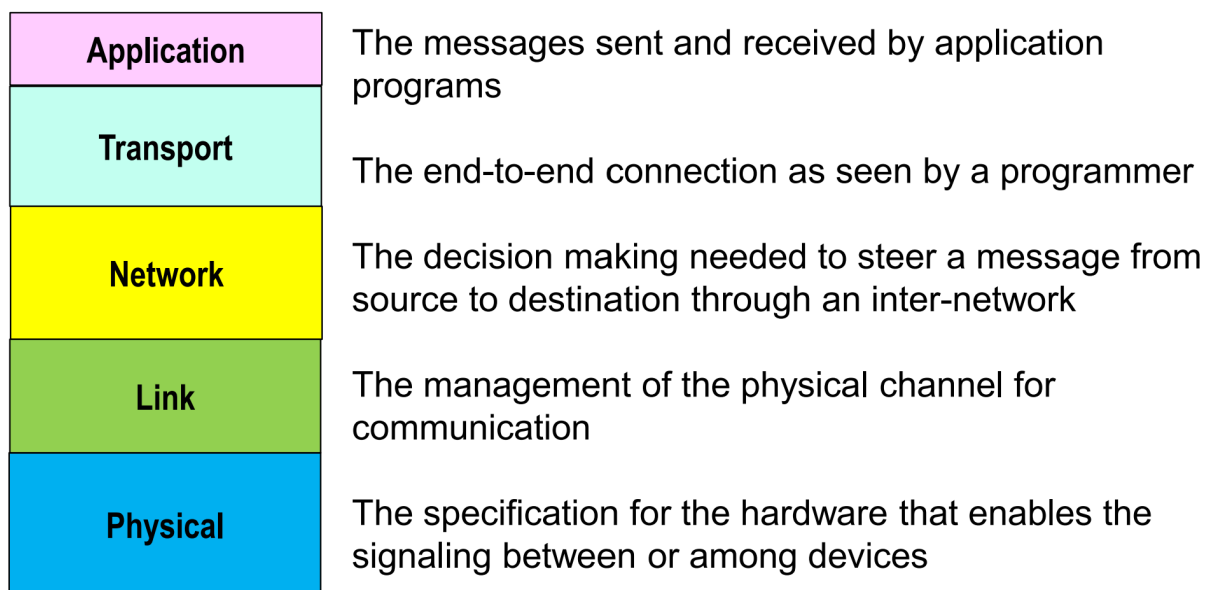 Application
The messages sent and received by application
programs
Transport
The end-to-end connection as seen by a programmer
Network
The decision making needed to steer a message from
source to destination through an inter-network
Link
The management of the physical channel for
communication
Physical
The specification for the hardware that enables the
signaling between or among devices